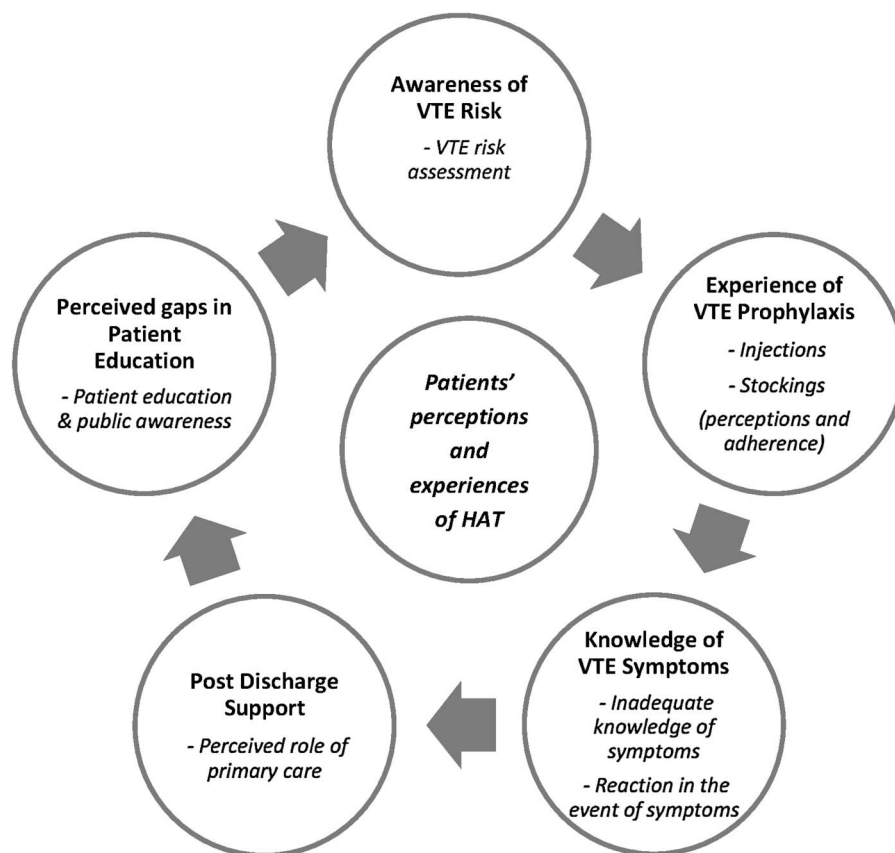 Awareness of
VTE Risk
- VTE risk
assessment
Experience of
VTE Prophylaxis
- Injections
- Stockings
(perceptions and
adherence)
Knowledge of
VTE Symptoms
- Inadequate
knowledge of
symptoms
- Reaction in the
event of symptoms
Post Discharge
Support
- Perceived role of
primary care
Perceived gaps in
Patient
Education
- Patient education
& public awareness
Patients'
perceptions
and
experiences
of HAT